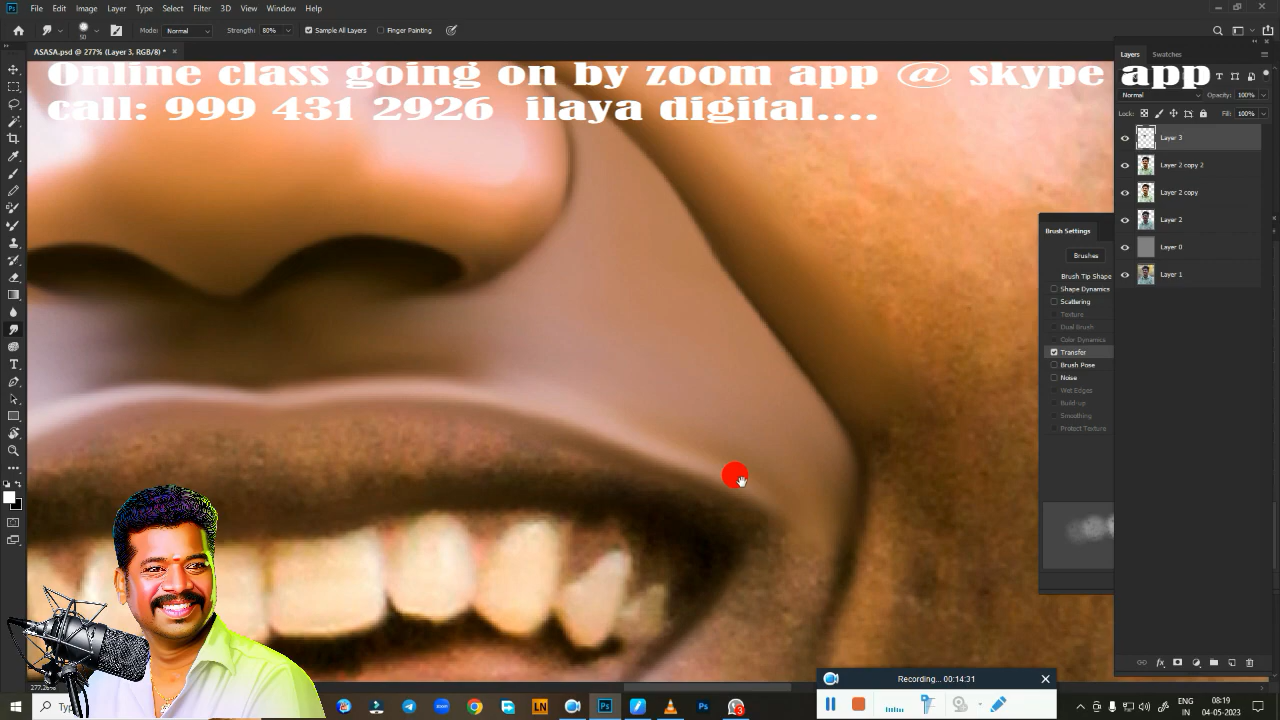 File Edit Image Layer Type Select Filter 3D View Window Help
50 Mode: Normal Strength: 80% Sample All Layers Finger Painting
ASASA.psd @ 277% (Layer 3, RGB/8) *
Online class going on by zoom app @ skype app
call: 999 431 2926 ilaya digital....
Layers Swatches
Normal Opacity: 100%
Lock: Fill: 100%
Layer 3
Layer 2 copy 2
Layer 2 copy
Layer 2
Layer 0
Layer 1
Brush Settings
Brushes
Brush Tip Shape
Shape Dynamics
Scattering
Texture
Dual Brush
Color Dynamics
Transfer
Brush Pose
Noise
Wet Edges
Build-up
Smoothing
Protect Texture
Recording... 00:14:31
ENG
IN
08:19
04-05-2023